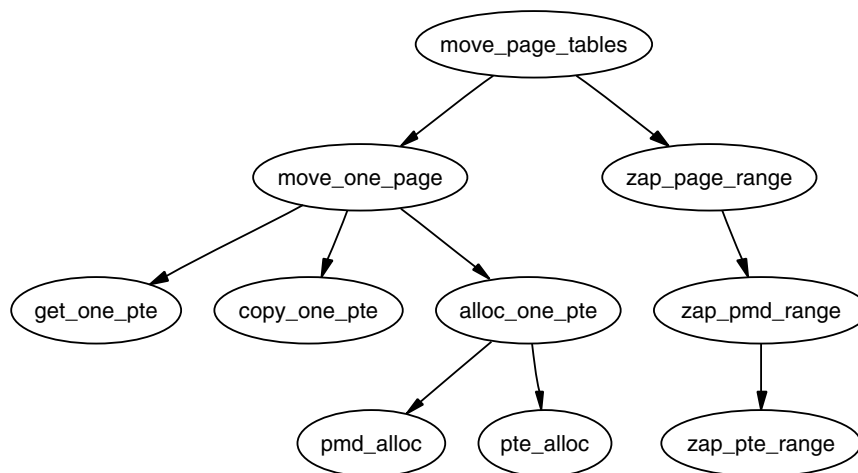 move_page_tables
move_one_page
zap_page_range
get_one_pte
copy_one_pte
alloc_one_pte
zap_pmd_range
pmd_alloc
pte_alloc
zap_pte_range